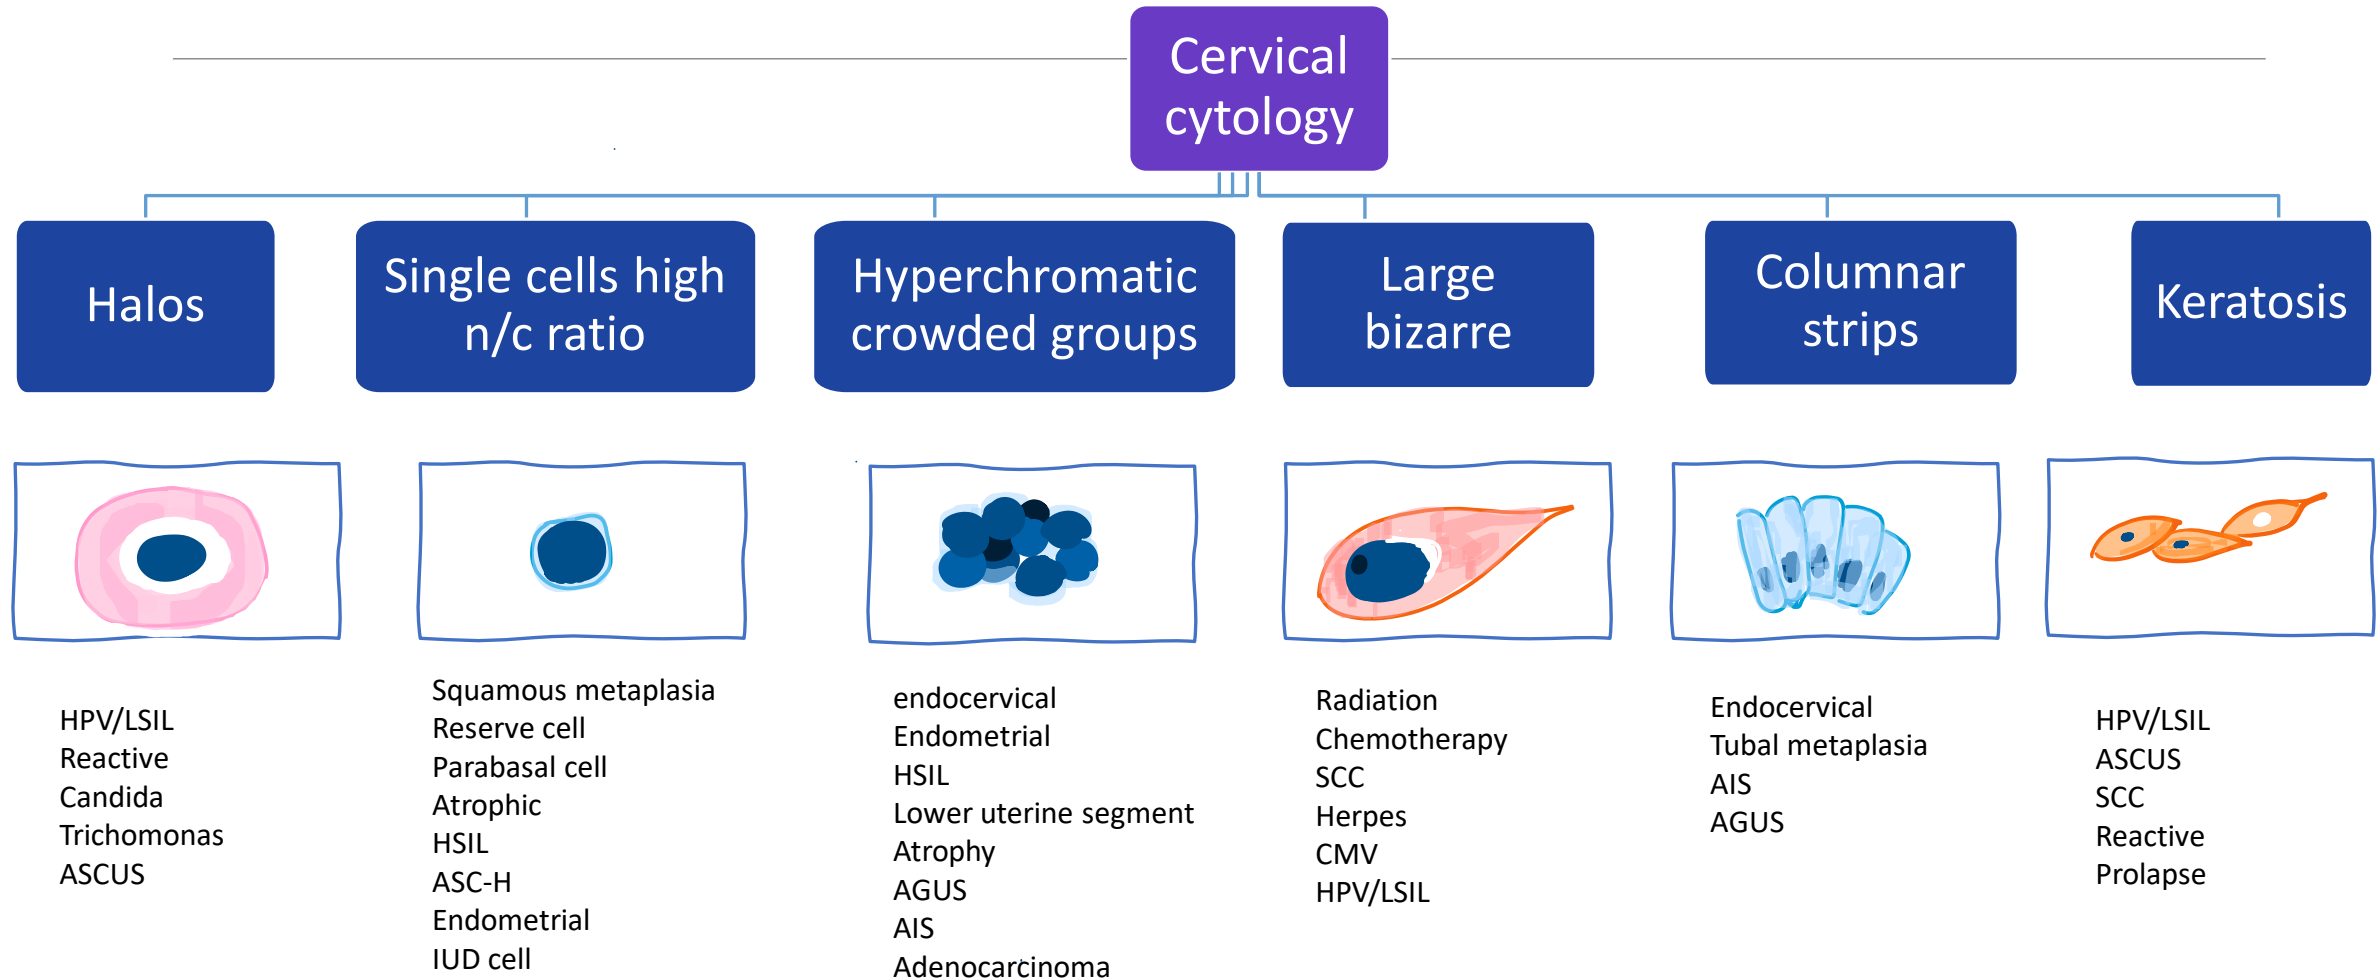 Cervical
cytology
Halos
Single cells high
n/c ratio
Hyperchromatic
crowded groups
Large
bizarre
Columnar
strips
Keratosis
HPV/LSIL
Reactive
Candida
Trichomonas
ASCUS
Squamous metaplasia
Reserve cell
Parabasal cell
Atrophic
HSIL
ASC-H
Endometrial
IUD cell
endocervical
Endometrial
HSIL
Lower uterine segment
Atrophy
AGUS
AIS
Adenocarcinoma
Radiation
Chemotherapy
SCC
Herpes
CMV
HPV/LSIL
Endocervical
Tubal metaplasia
AIS
AGUS
HPV/LSIL
ASCUS
SCC
Reactive
Prolapse